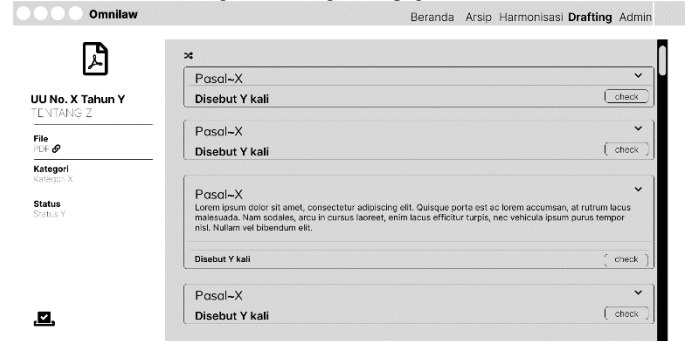 Omnilaw
Beranda Arsip Harmonisasi Drafting Admin
UU No. X Tahun Y
TENTANG Z
File
PDF
Kategori
Kategori X
Status
Status Y
Pasal~X
Disebut Y kali
check
Pasal~X
Disebut Y kali
check
Pasal~X
Lorem ipsum dolor sit amet, consectetur adipiscing elit. Quisque porta est ac lorem accumsan, at rutrum lacus
malesuada. Nam sodales, arcu in cursus laoreet, enim lacus efficitur turpis, nec vehicula ipsum purus tempor
nisl. Nullam vel bibendum elit.
Disebut Y kali
check
Pasal~X
Disebut Y kali
check